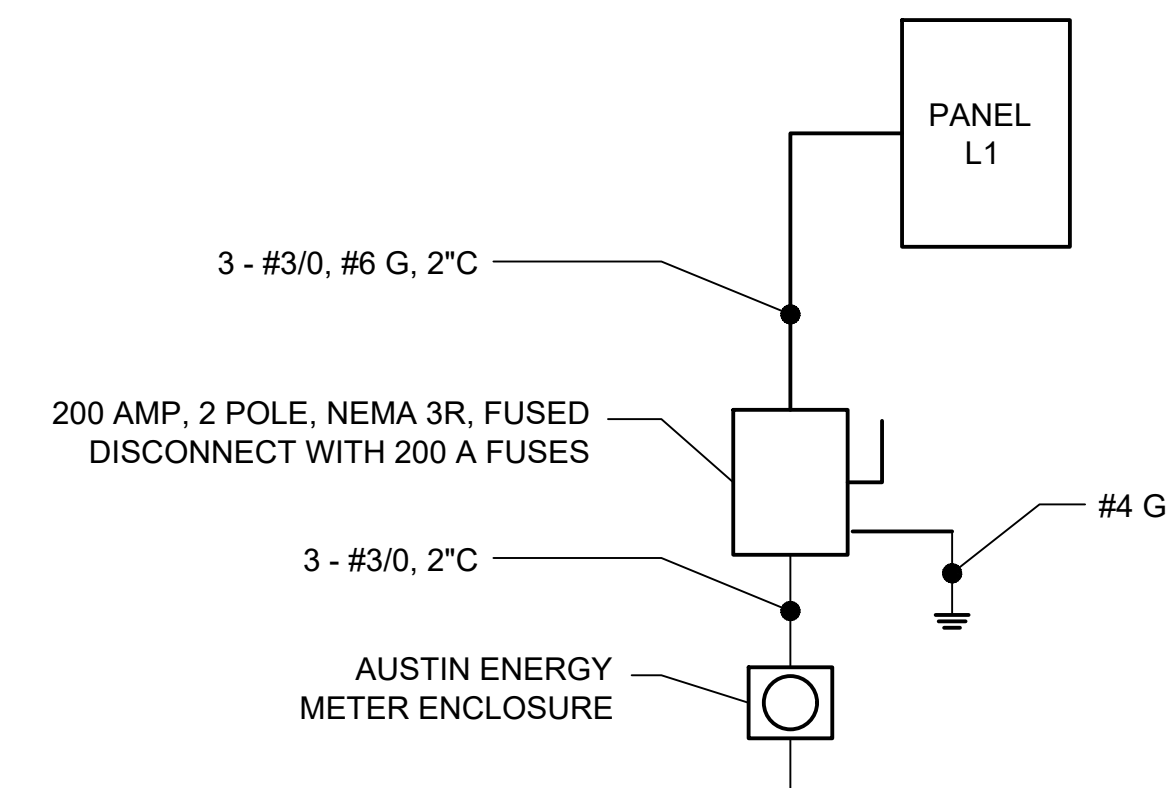 PANEL
L1
3 - #3/0, #6 G, 2"C
200 AMP, 2 POLE, NEMA 3R, FUSED
DISCONNECT WITH 200 A FUSES
#4 G
3 - #3/0, 2"C
AUSTIN ENERGY
METER ENCLOSURE